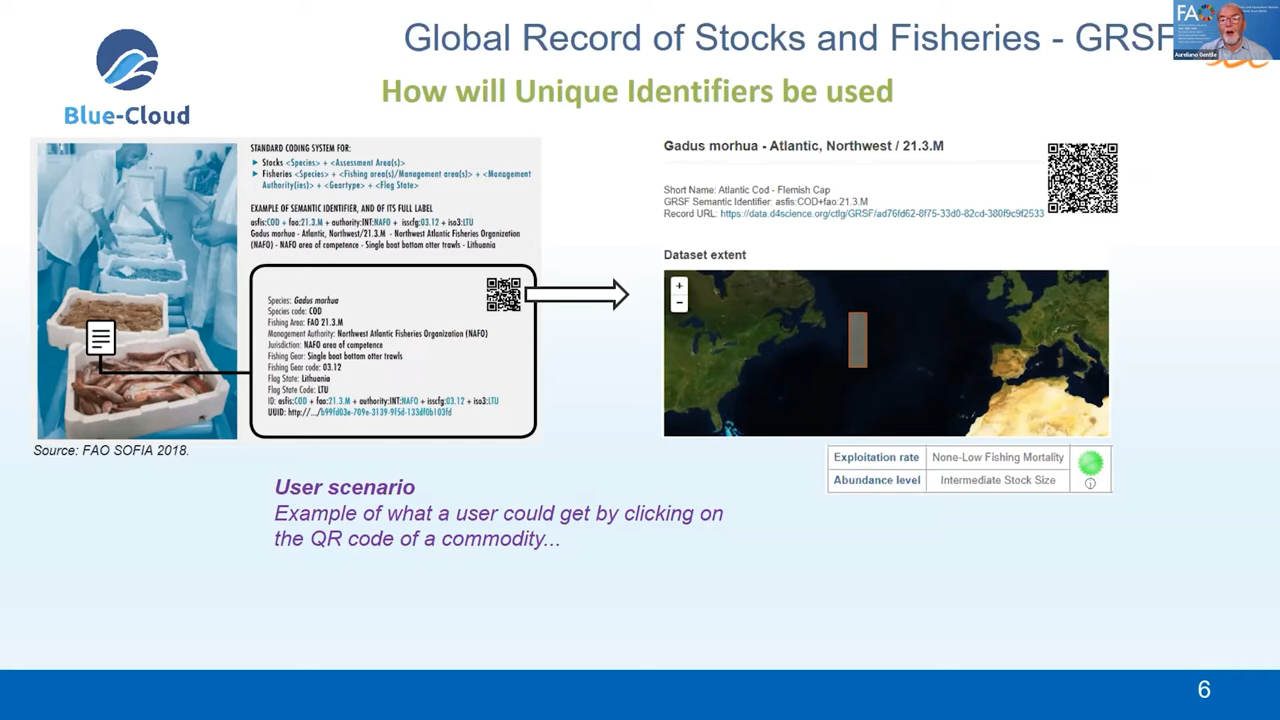 Global Record of Stocks and Fisheries - GRSF
FAO
Aureliano Gentile
How will Unique Identifiers be used
Blue-Cloud
STANDARD CODING SYSTEM FOR:
► Stocks <Species> + <Assessment Area(s)>
► Fisheries <Species> + <Fishing area(s)/Management area(s)> + <Management
Authority(ies)> + <Geartype> + <Flag State>
EXAMPLE OF SEMANTIC IDENTIFIER, AND OF ITS FULL LABEL
asfis:COD + fao:21.3.M + authority:INT:NAFO + isscfg:03.12 + iso3:LTU
Gadus morhua - Atlantic, Northwest/21.3.M - Northwest Atlantic Fisheries Organization
(NAFO) - NAFO area of competence - Single boat bottom otter trawls - Lithuania
Species: Gadus morhua
Species code: COD
Fishing Area: FAO 21.3.M
Management Authority: Northwest Atlantic Fisheries Organization (NAFO)
Jurisdiction: NAFO area of competence
Fishing Gear: Single boat bottom otter trawls
Fishing Gear code: 03.12
Flag State: Lithuania
Flag State Code: LTU
ID: asfis:COD + fao:21.3.M + authority:INT:NAFO + isscfg:03.12 + iso3:LTU
UUID: http://.../b99fd03e-709e-3139-9f5d-133df0b103fd
Source: FAO SOFIA 2018.
Gadus morhua - Atlantic, Northwest / 21.3.M
Short Name: Atlantic Cod - Flemish Cap
GRSF Semantic Identifier: asfis:COD+fao:21.3.M
Record URL: https://data.d4science.org/ctlg/GRSF/ad76fd62-8f75-33d0-82cd-380f9c9f2533
Dataset extent
+
−
Exploitation rate None-Low Fishing Mortality
Abundance level Intermediate Stock Size
User scenario
Example of what a user could get by clicking on
the QR code of a commodity...
6